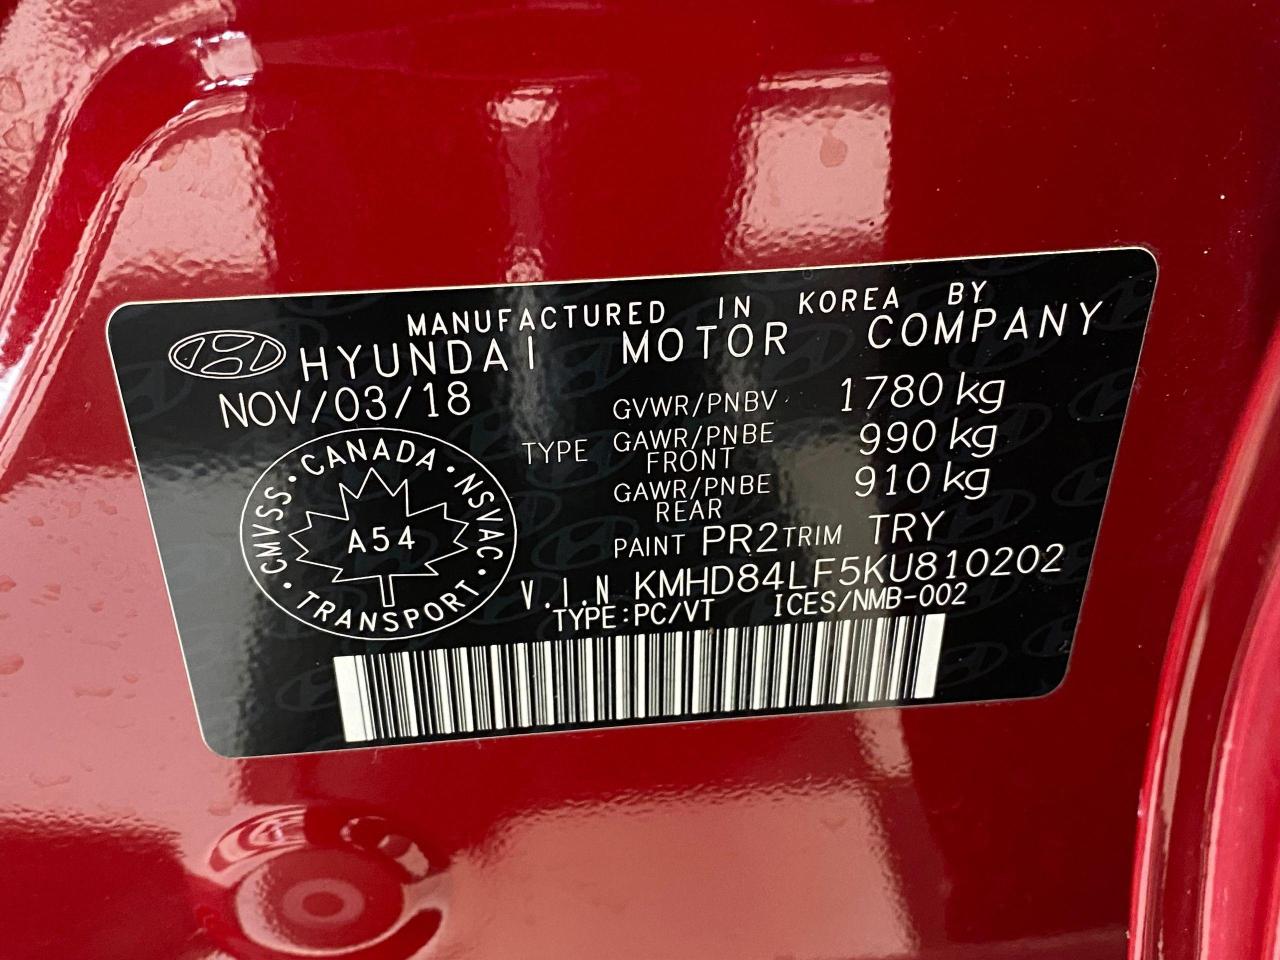 MANUFACTURED IN KOREA BY
HYUNDAI MOTOR COMPANY
NOV/03/18
GVWR/PNBV 1780 kg
TYPE GAWR/PNBE FRONT 990 kg
GAWR/PNBE REAR 910 kg
PAINT PR2 TRIM TRY
V.I.N KMHD84LF5KU810202
TYPE:PC/VT ICES/NMB-002
CANADA · NSVAC · TRANSPORT · CMVSS ·
A54